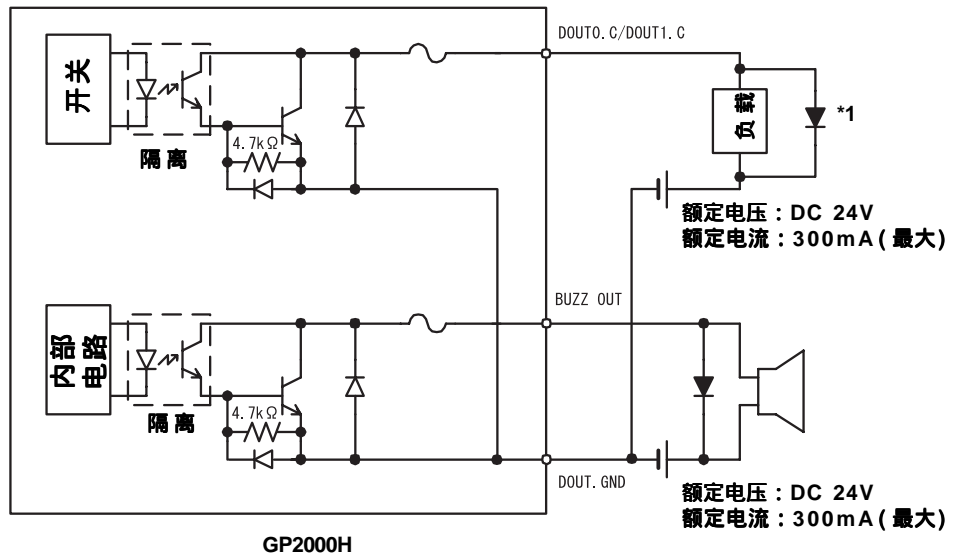 DOUT0.C/DOUT1.C
开关
隔离
4.7kΩ
负载
*1
额定电压：DC 24V
额定电流：300mA(最大)
BUZZ OUT
内部
电路
隔离
4.7kΩ
DOUT.GND
额定电压：DC 24V
额定电流：300mA(最大)
GP2000H